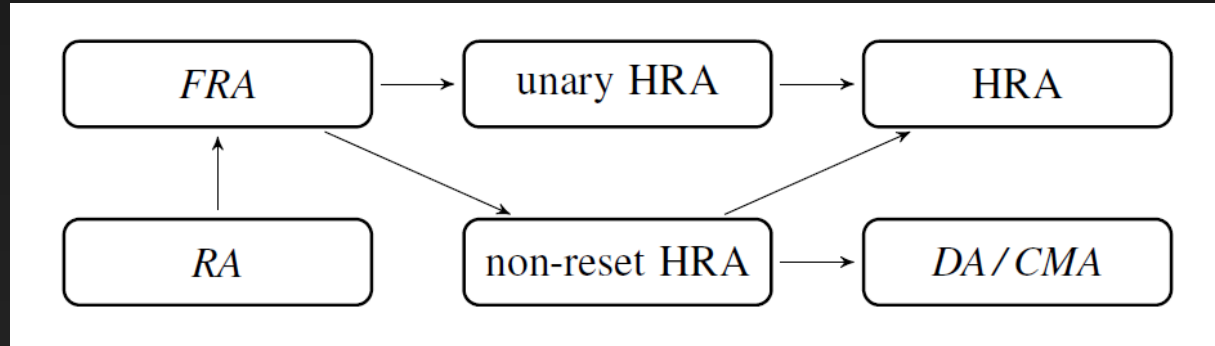 FRA
unary HRA
HRA
RA
non-reset HRA
DA / CMA